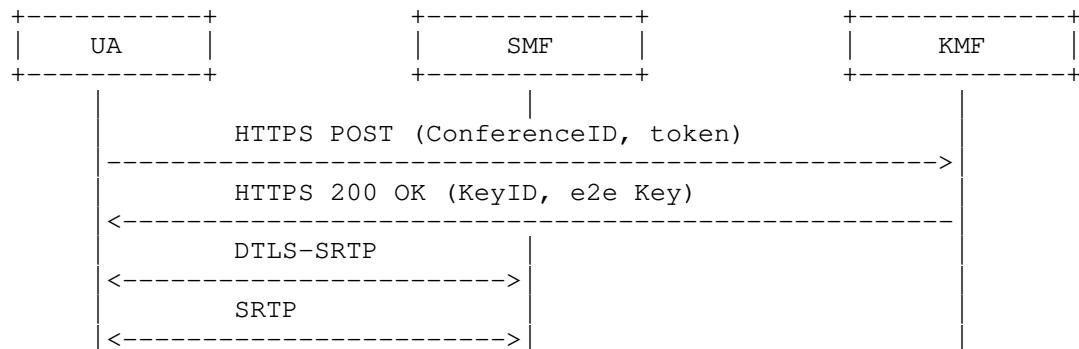 UA SMF KMF
HTTPS POST (ConferenceID, token)
HTTPS 200 OK (KeyID, e2e Key)
DTLS-SRTP
SRTP